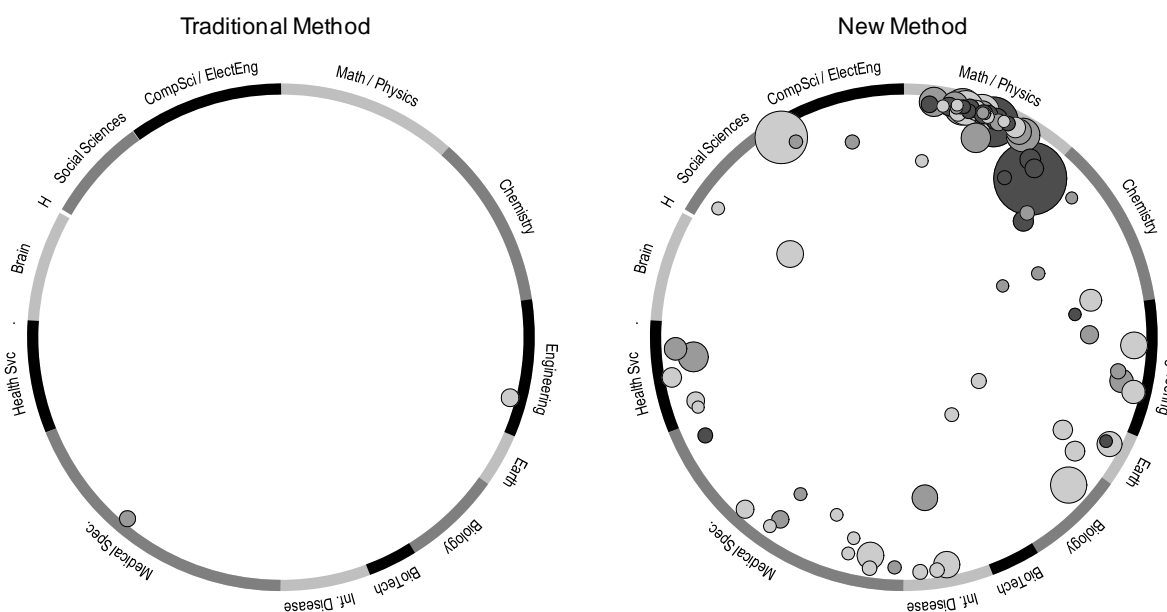 Traditional Method
CompSci / ElectEng
Math / Physics
Social Sciences
Chemistry
H
Brain
.
Engineering
Health Svc
Earth
Medical Spec.
Biology
BioTech
Inf. Disease
New Method
CompSci / ElectEng
Math / Physics
Social Sciences
Chemistry
H
Brain
.
Health Svc
Earth
Medical Spec.
Biology
BioTech
Inf. Disease